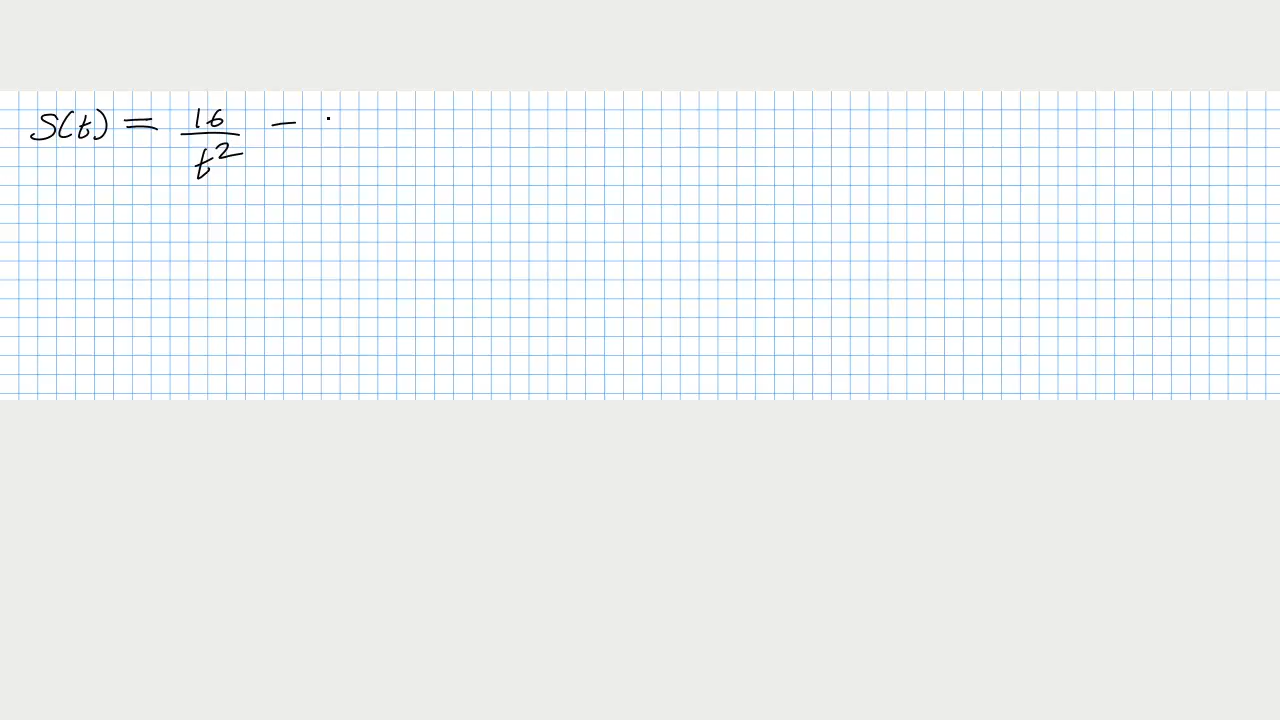 S(t) = 16/t² −